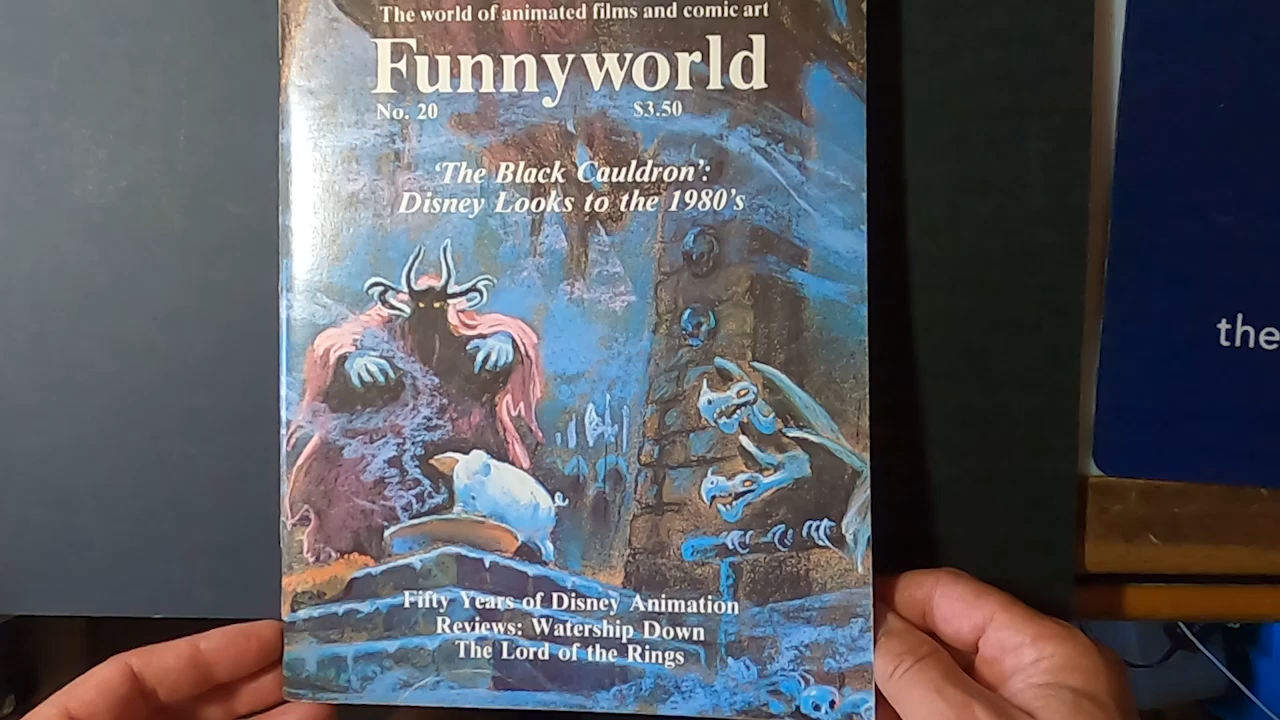 The world of animated films and comic art
Funnyworld
No. 20 $3.50
'The Black Cauldron':
Disney Looks to the 1980's
Fifty Years of Disney Animation
Reviews: Watership Down
The Lord of the Rings
the